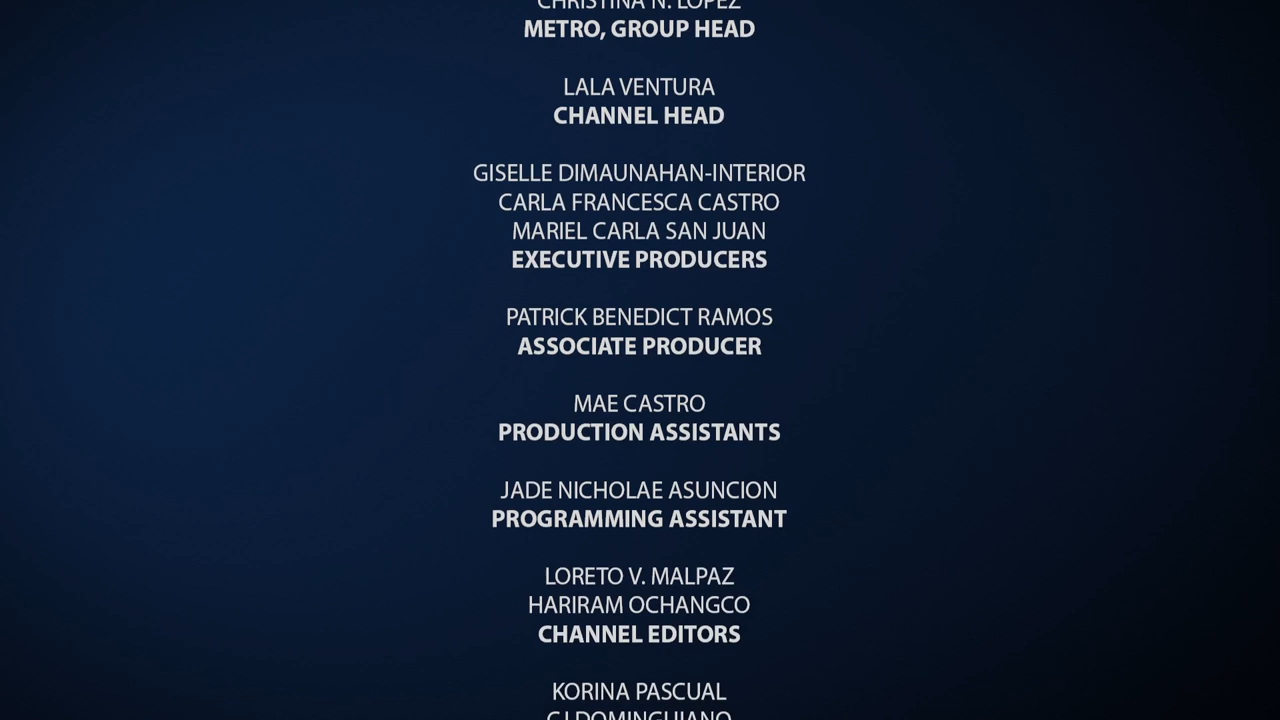 CHRISTINA N. LOPEZ
METRO, GROUP HEAD
LALA VENTURA
CHANNEL HEAD
GISELLE DIMAUNAHAN-INTERIOR
CARLA FRANCESCA CASTRO
MARIEL CARLA SAN JUAN
EXECUTIVE PRODUCERS
PATRICK BENEDICT RAMOS
ASSOCIATE PRODUCER
MAE CASTRO
PRODUCTION ASSISTANTS
JADE NICHOLAE ASUNCION
PROGRAMMING ASSISTANT
LORETO V. MALPAZ
HARIRAM OCHANGCO
CHANNEL EDITORS
KORINA PASCUAL